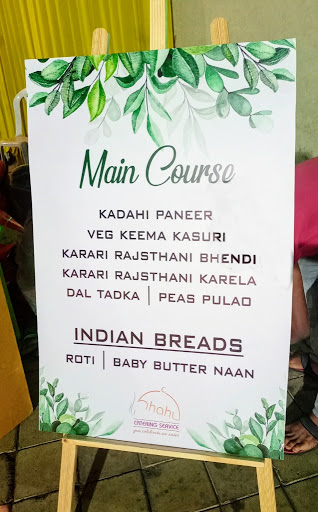 Main Course
KADAHI PANEER
VEG KEEMA KASURI
KARARI RAJSTHANI BHENDI
KARARI RAJSTHANI KARELA
DAL TADKA | PEAS PULAO
INDIAN BREADS
ROTI | BABY BUTTER NAAN
Shahi
CATERING SERVICE